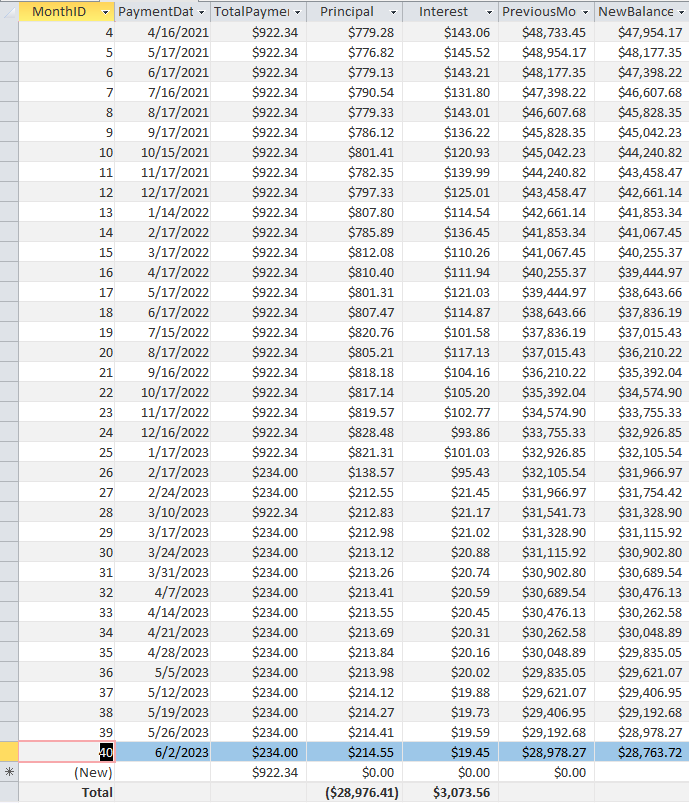 MonthID PaymentDat TotalPaymer Principal Interest PreviousMo NewBalance
4 4/16/2021 $922.34 $779.28 $143.06 $48,733.45 $47,954.17
5 5/17/2021 $922.34 $776.82 $145.52 $48,954.17 $48,177.35
6 6/17/2021 $922.34 $779.13 $143.21 $48,177.35 $47,398.22
7 7/16/2021 $922.34 $790.54 $131.80 $47,398.22 $46,607.68
8 8/17/2021 $922.34 $779.33 $143.01 $46,607.68 $45,828.35
9 9/17/2021 $922.34 $786.12 $136.22 $45,828.35 $45,042.23
10 10/15/2021 $922.34 $801.41 $120.93 $45,042.23 $44,240.82
11 11/17/2021 $922.34 $782.35 $139.99 $44,240.82 $43,458.47
12 12/17/2021 $922.34 $797.33 $125.01 $43,458.47 $42,661.14
13 1/14/2022 $922.34 $807.80 $114.54 $42,661.14 $41,853.34
14 2/17/2022 $922.34 $785.89 $136.45 $41,853.34 $41,067.45
15 3/17/2022 $922.34 $812.08 $110.26 $41,067.45 $40,255.37
16 4/17/2022 $922.34 $810.40 $111.94 $40,255.37 $39,444.97
17 5/17/2022 $922.34 $801.31 $121.03 $39,444.97 $38,643.66
18 6/17/2022 $922.34 $807.47 $114.87 $38,643.66 $37,836.19
19 7/15/2022 $922.34 $820.76 $101.58 $37,836.19 $37,015.43
20 8/17/2022 $922.34 $805.21 $117.13 $37,015.43 $36,210.22
21 9/16/2022 $922.34 $818.18 $104.16 $36,210.22 $35,392.04
22 10/17/2022 $922.34 $817.14 $105.20 $35,392.04 $34,574.90
23 11/17/2022 $922.34 $819.57 $102.77 $34,574.90 $33,755.33
24 12/16/2022 $922.34 $828.48 $93.86 $33,755.33 $32,926.85
25 1/17/2023 $922.34 $821.31 $101.03 $32,926.85 $32,105.54
26 2/17/2023 $234.00 $138.57 $95.43 $32,105.54 $31,966.97
27 2/24/2023 $234.00 $212.55 $21.45 $31,966.97 $31,754.42
28 3/10/2023 $922.34 $212.83 $21.17 $31,541.73 $31,328.90
29 3/17/2023 $234.00 $212.98 $21.02 $31,328.90 $31,115.92
30 3/24/2023 $234.00 $213.12 $20.88 $31,115.92 $30,902.80
31 3/31/2023 $234.00 $213.26 $20.74 $30,902.80 $30,689.54
32 4/7/2023 $234.00 $213.41 $20.59 $30,689.54 $30,476.13
33 4/14/2023 $234.00 $213.55 $20.45 $30,476.13 $30,262.58
34 4/21/2023 $234.00 $213.69 $20.31 $30,262.58 $30,048.89
35 4/28/2023 $234.00 $213.84 $20.16 $30,048.89 $29,835.05
36 5/5/2023 $234.00 $213.98 $20.02 $29,835.05 $29,621.07
37 5/12/2023 $234.00 $214.12 $19.88 $29,621.07 $29,406.95
38 5/19/2023 $234.00 $214.27 $19.73 $29,406.95 $29,192.68
39 5/26/2023 $234.00 $214.41 $19.59 $29,192.68 $28,978.27
40 6/2/2023 $234.00 $214.55 $19.45 $28,978.27 $28,763.72
(New) $922.34 $0.00 $0.00 $0.00
Total ($28,976.41) $3,073.56